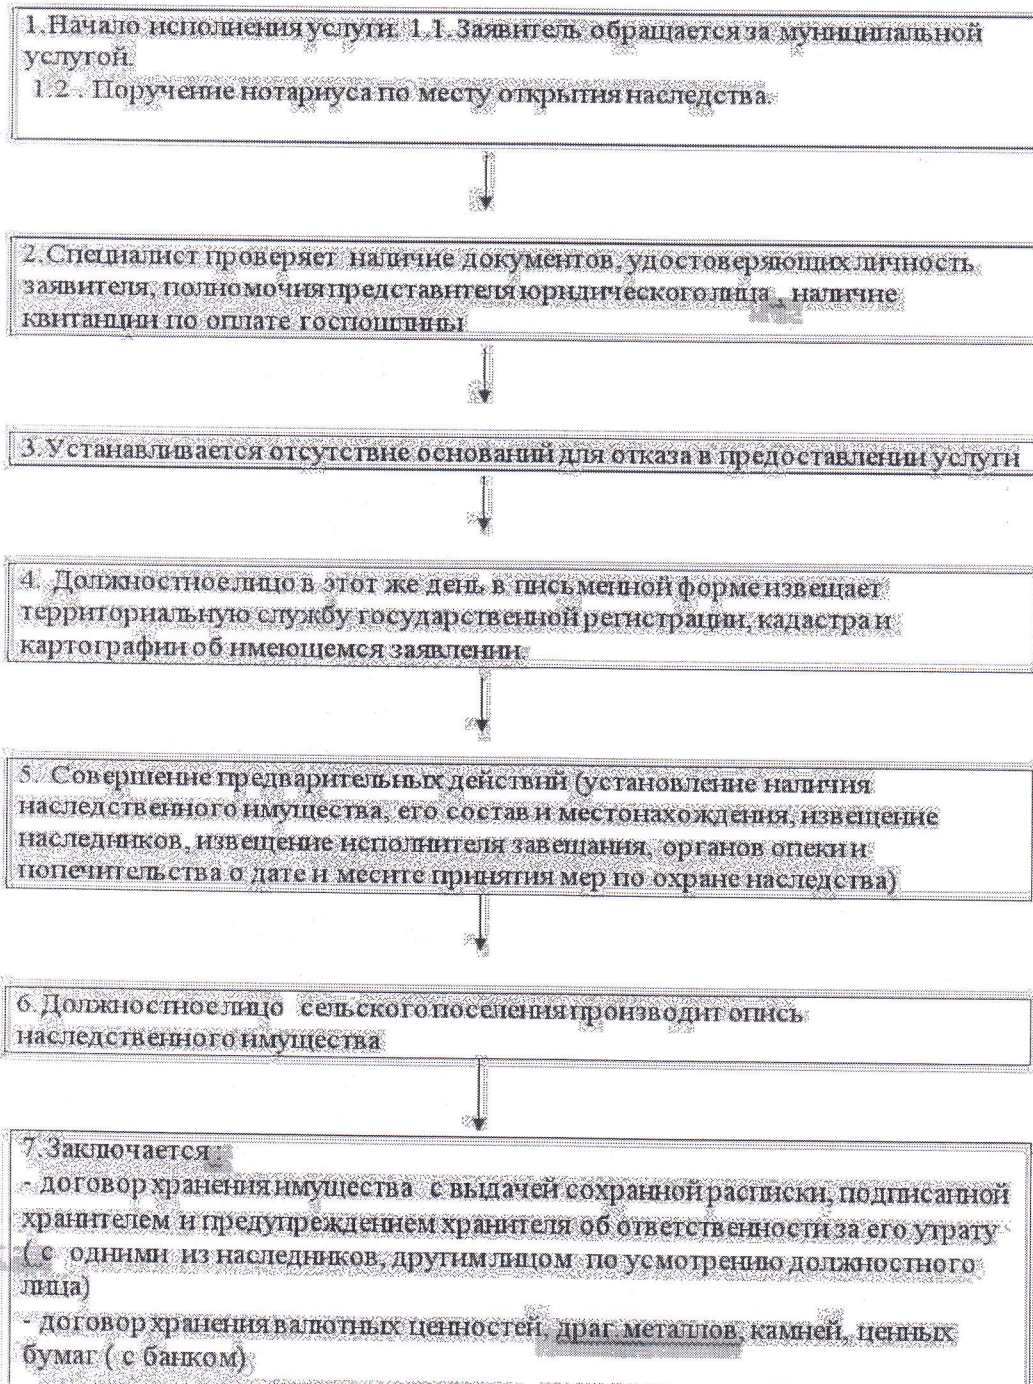 1.Начало исполнения услуги. 1.1.Заявитель обращается за муниципальной
услугой.
1.2 . Поручение нотариуса по месту открытия наследства.
2.Специалист проверяет наличие документов, удостоверяющих личность
заявителя, полномочия представителя юридического лица , наличие
квитанции по оплате госпошлины
3.Устанавливается отсутствие оснований для отказа в предоставлении услуги
4. Должностное лицо в этот же день в письменной форме извещает
территориальную службу государственной регистрации, кадастра и
картографии об имеющемся заявлении.
5. Совершение предварительных действий (установление наличия
наследственного имущества, его состав и местонахождения, извещение
наследников, извещение исполнителя завещания, органов опеки и
попечительства о дате и месите принятия мер по охране наследства)
6.Должностное лицо сельского поселения производит опись
наследственного имущества
7.Заключается :
- договор хранения имущества с выдачей сохранной расписки, подписанной
хранителем и предупреждением хранителя об ответственности за его утрату
( с одними из наследников, другим лицом по усмотрению должностного
лица)
- договор хранения валютных ценностей, драг.металлов, камней, ценных
бумаг ( с банком)